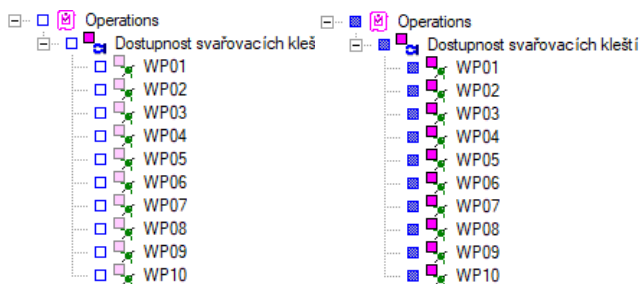 Operations
Dostupnost svařovacích kleš
WP01
WP02
WP03
WP04
WP05
WP06
WP07
WP08
WP09
WP10
Operations
Dostupnost svařovacích kleští
WP01
WP02
WP03
WP04
WP05
WP06
WP07
WP08
WP09
WP10